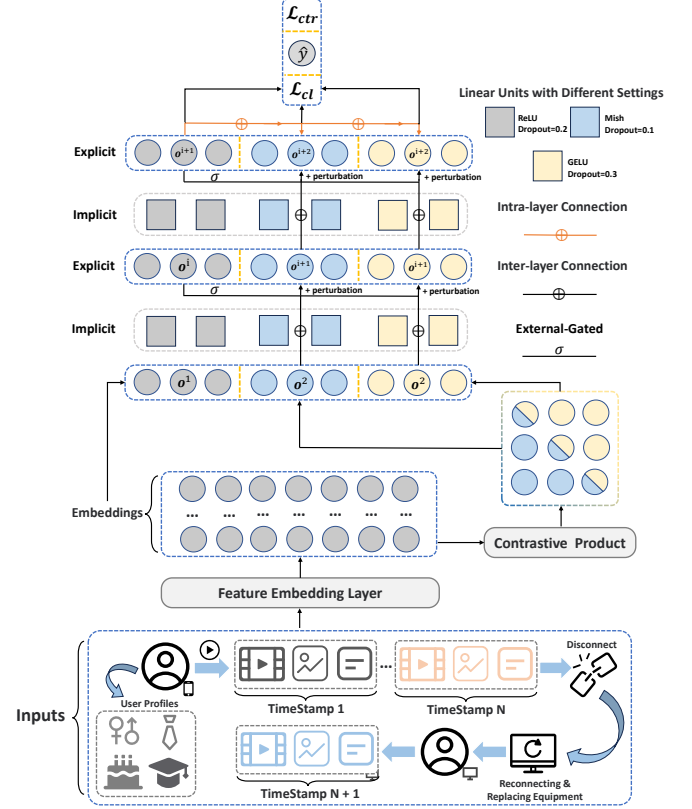 ℒctr
ŷ
ℒcl
Linear Units with Different Settings
ReLU
Dropout=0.2
Mish
Dropout=0.1
GELU
Dropout=0.3
Explicit
o^{i+1}
o^{i+2}
o^{i+2}
σ
+ perturbation
+ perturbation
Implicit
Intra-layer Connection
Explicit
o^{i}
o^{i+1}
o^{i+1}
Inter-layer Connection
σ
+ perturbation
+ perturbation
Implicit
External-Gated
σ
o^{1}
o^{2}
o^{2}
Embeddings
... ... ... ... ... ... ...
Contrastive Product
Feature Embedding Layer
Inputs
User Profiles
TimeStamp 1
...
TimeStamp N
Disconnect
TimeStamp N + 1
Reconnecting &
Replacing Equipment